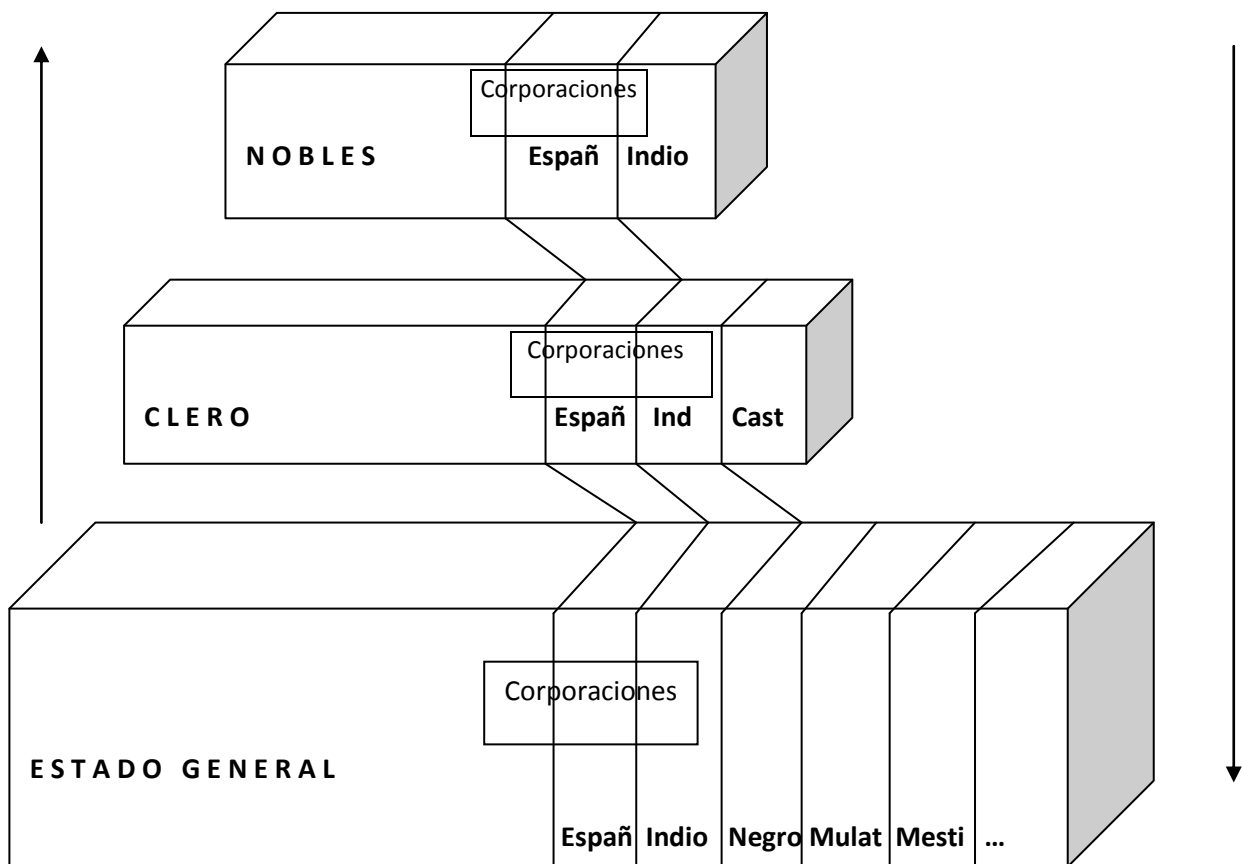 Corporaciones
N O B L E S Españ Indio
Corporaciones
C L E R O Españ Ind Cast
Corporaciones
E S T A D O G E N E R A L
Españ Indio Negro Mulat Mesti ...